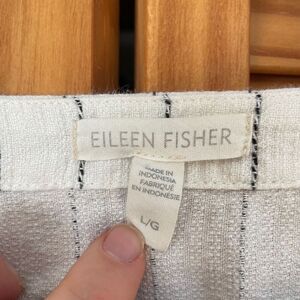 EILEEN FISHER
MADE IN
INDONESIA
FABRIQUÉ
EN INDONÉSIE
L/G